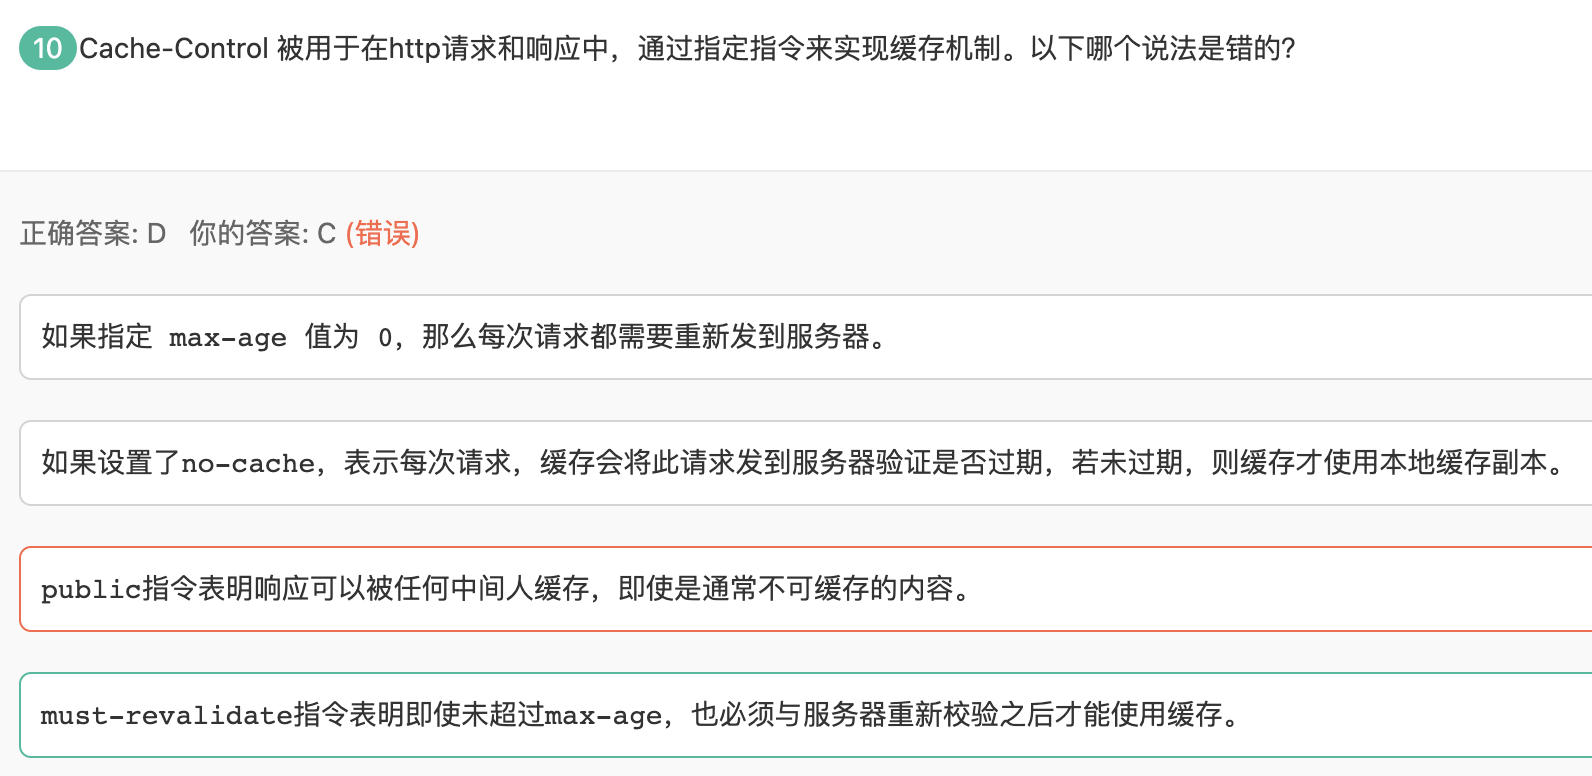 10 Cache-Control 被用于在http请求和响应中，通过指定指令来实现缓存机制。以下哪个说法是错的?
正确答案: D 你的答案: C (错误)
如果指定 max-age 值为 0，那么每次请求都需要重新发到服务器。
如果设置了no-cache，表示每次请求，缓存会将此请求发到服务器验证是否过期，若未过期，则缓存才使用本地缓存副本。
public指令表明响应可以被任何中间人缓存，即使是通常不可缓存的内容。
must-revalidate指令表明即使未超过max-age，也必须与服务器重新校验之后才能使用缓存。